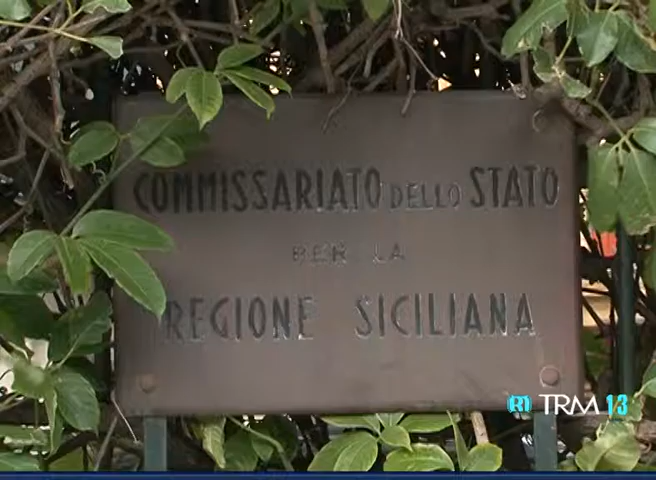 COMMISSARIATO DELLO STATO
PER LA
REGIONE SICILIANA
(R) TRM 13